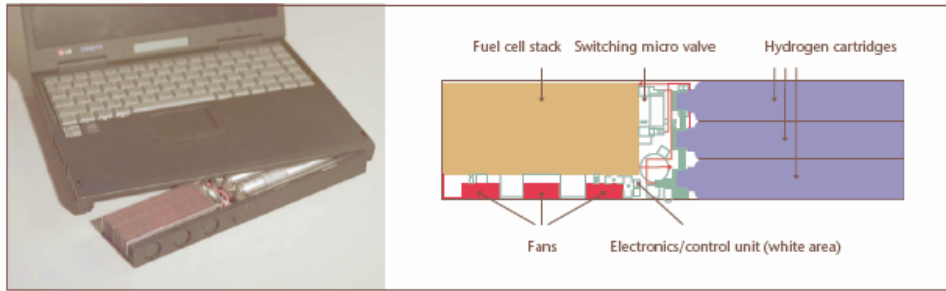 Fuel cell stack Switching micro valve Hydrogen cartridges
Fans Electronics/control unit (white area)